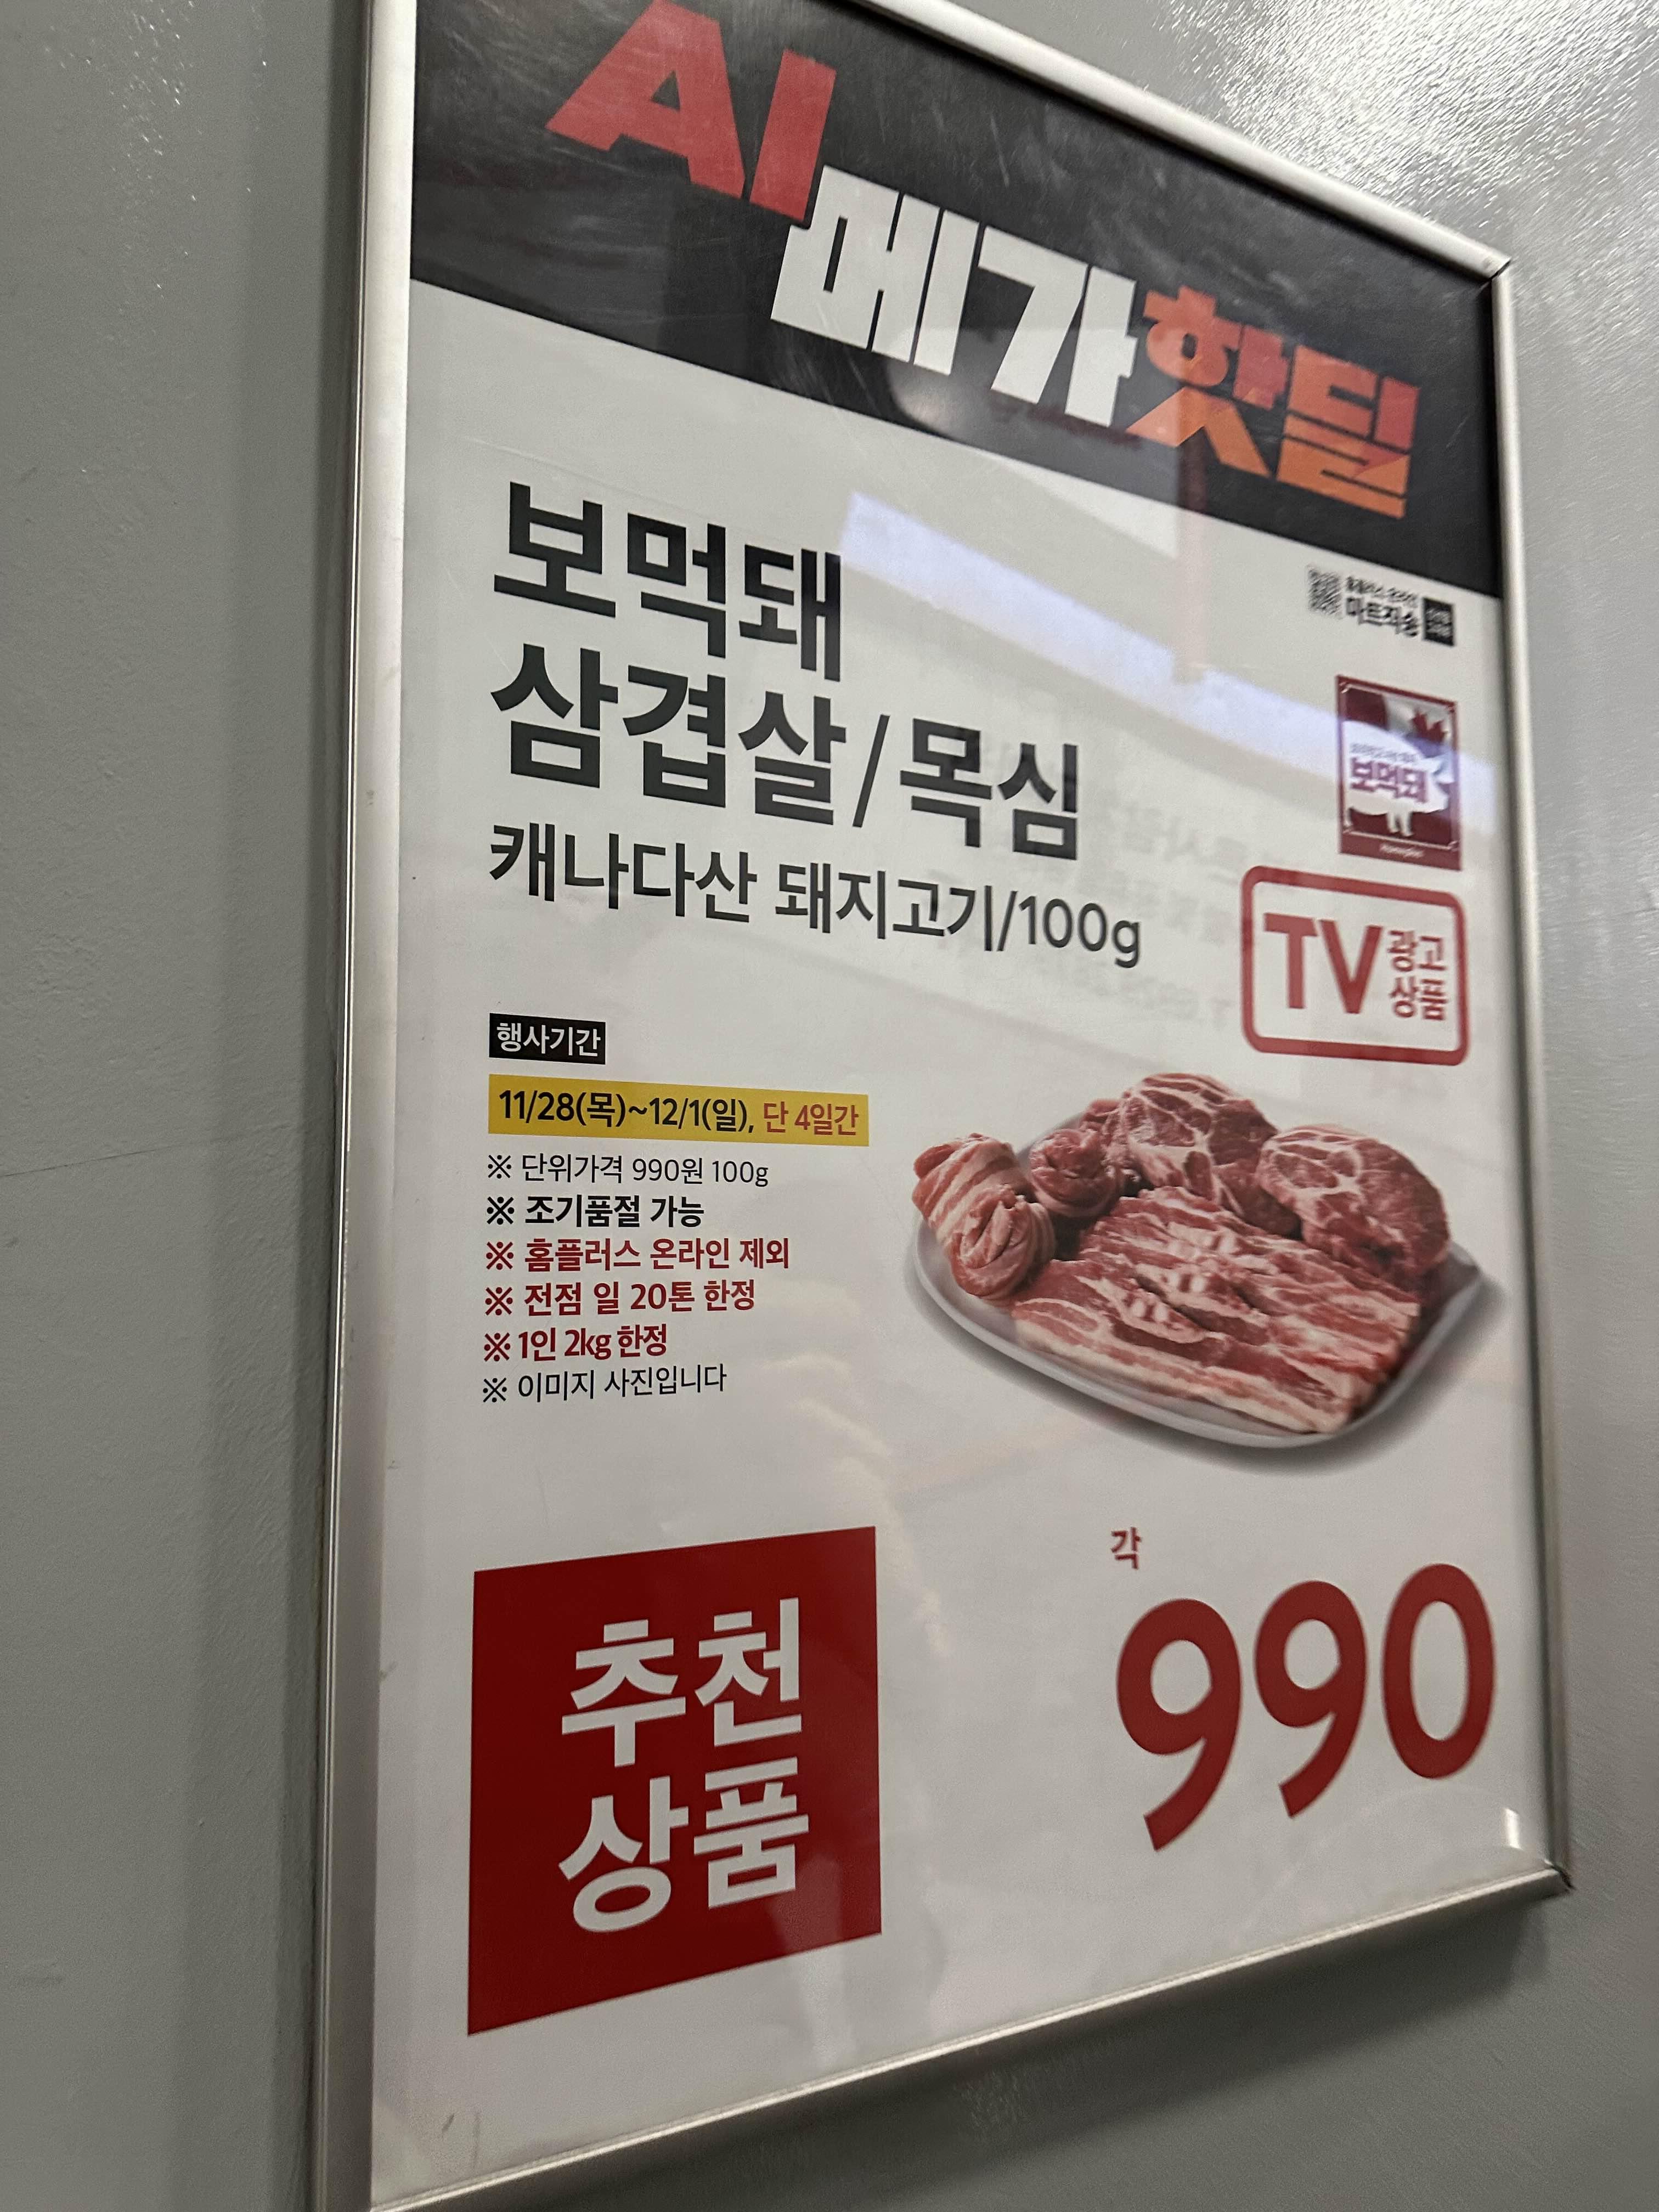 AI
메가핫딜
보먹돼
삼겹살/목심
캐나다산 돼지고기/100g
마트직송
보먹돼
TV 광고
상품
행사기간
11/28(목)~12/1(일), 단 4일간
※ 단위가격 990원 100g
※ 조기품절 가능
※ 홈플러스 온라인 제외
※ 전점 일 20톤 한정
※ 1인 2kg 한정
※ 이미지 사진입니다
추천
상품
각
990